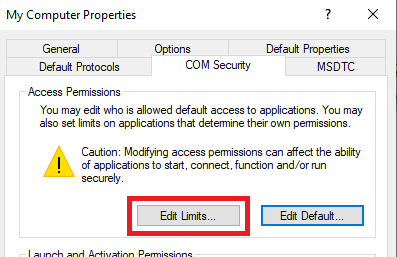 My Computer Properties
?
General
Options
Default Properties
Default Protocols
COM Security
MSDTC
Access Permissions
You may edit who is allowed default access to applications. You may
also set limits on applications that determine their own permissions.
Caution: Modifying access permissions can affect the ability
of applications to start, connect, function and/or run
securely.
Edit Limits...
Edit Default...
Launch and Activation Permissions